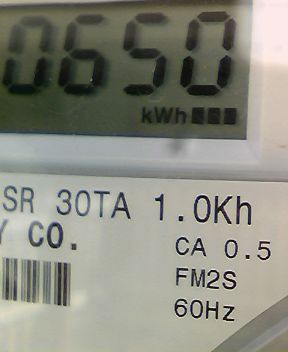 0650
kWh
SR 30TA 1.0Kh
Y CO.
CA 0.5
FM2S
60Hz